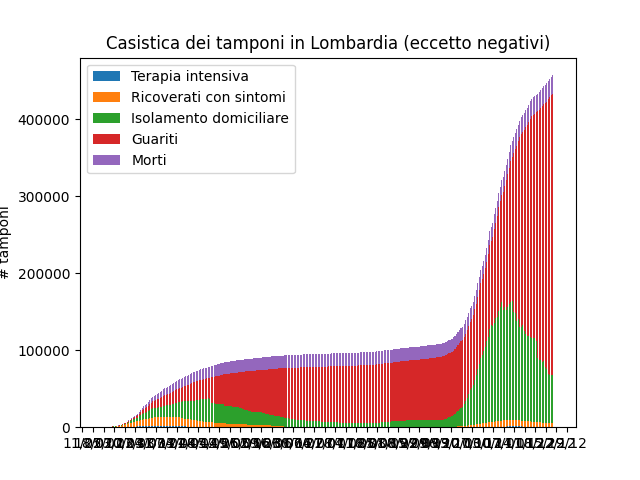 Casistica dei tamponi in Lombardia (eccetto negativi)
Terapia intensiva
Ricoverati con sintomi
Isolamento domiciliare
Guariti
Morti
# tamponi
400000
300000
200000
100000
0